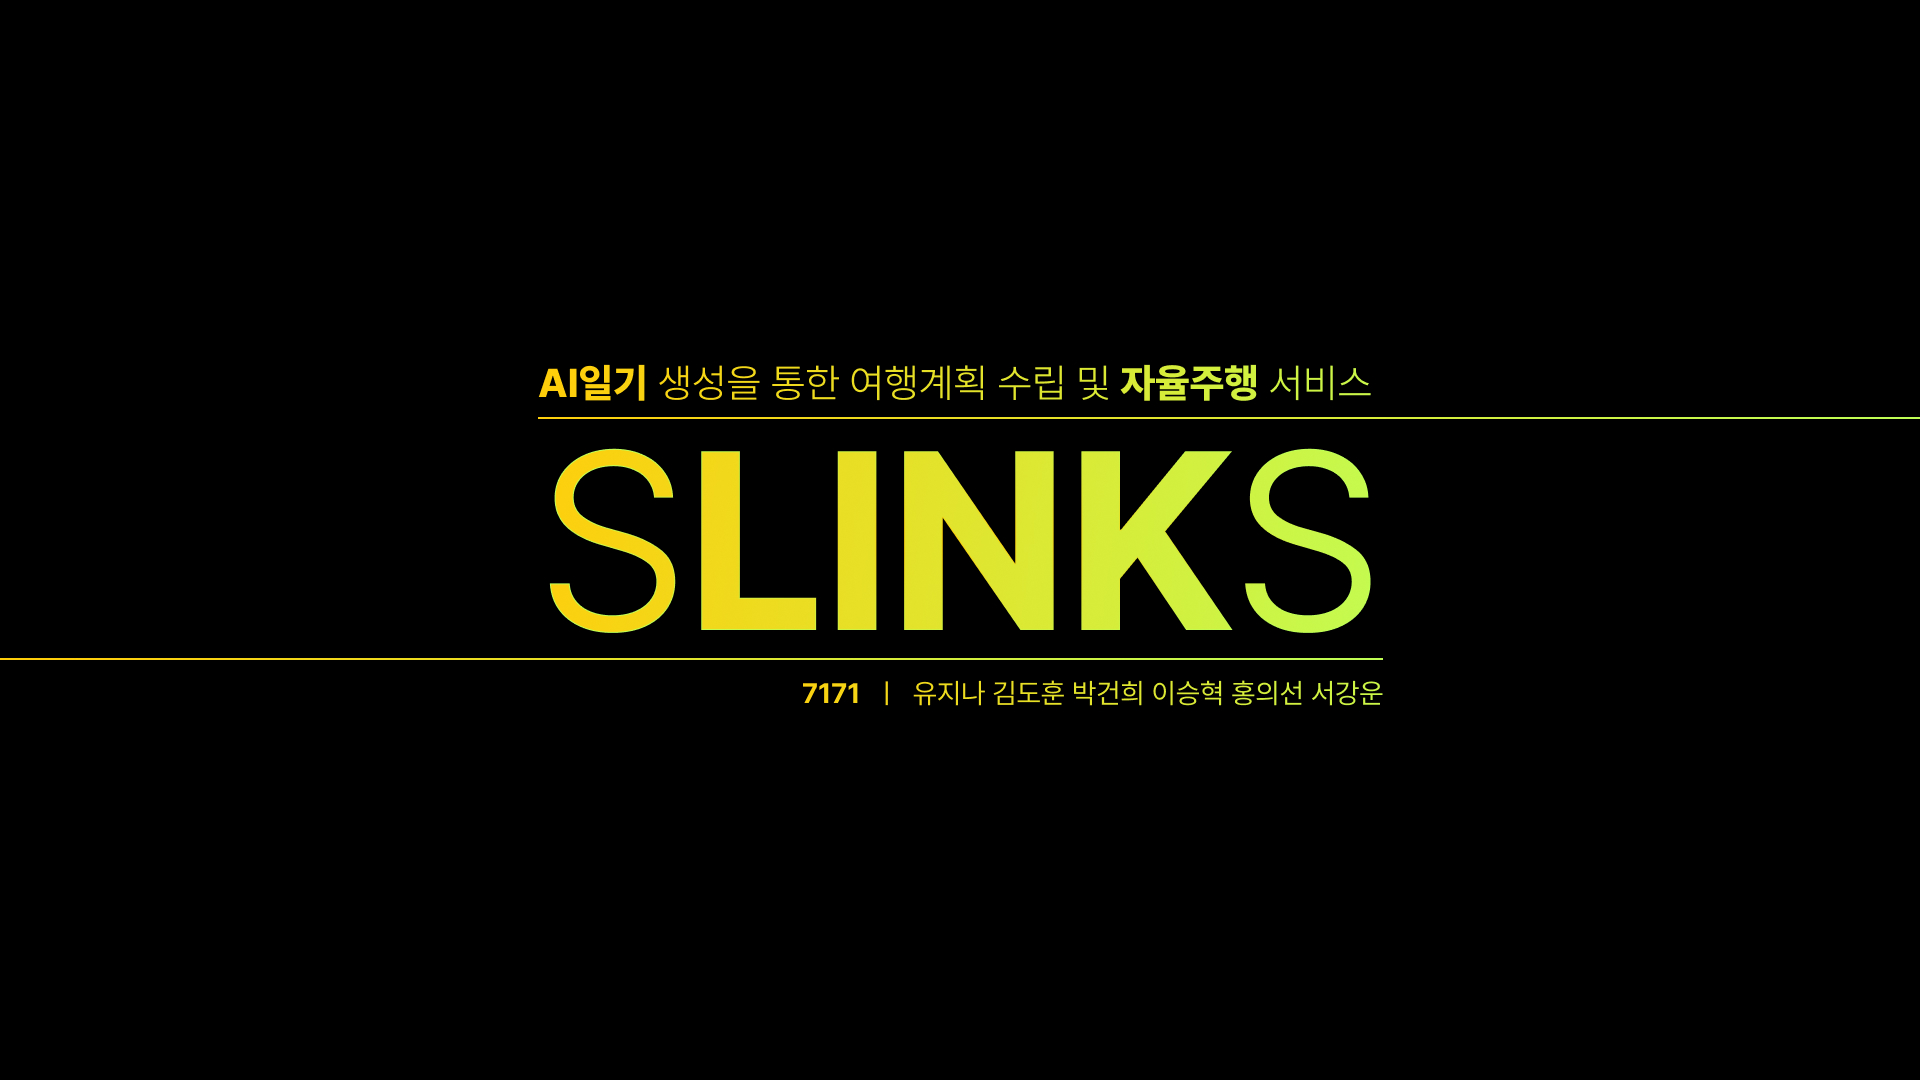 AI일기 생성을 통한 여행계획 수립 및 자율주행 서비스
SLINKS
7171 | 유지나 김도훈 박건희 이승혁 홍의선 서강운